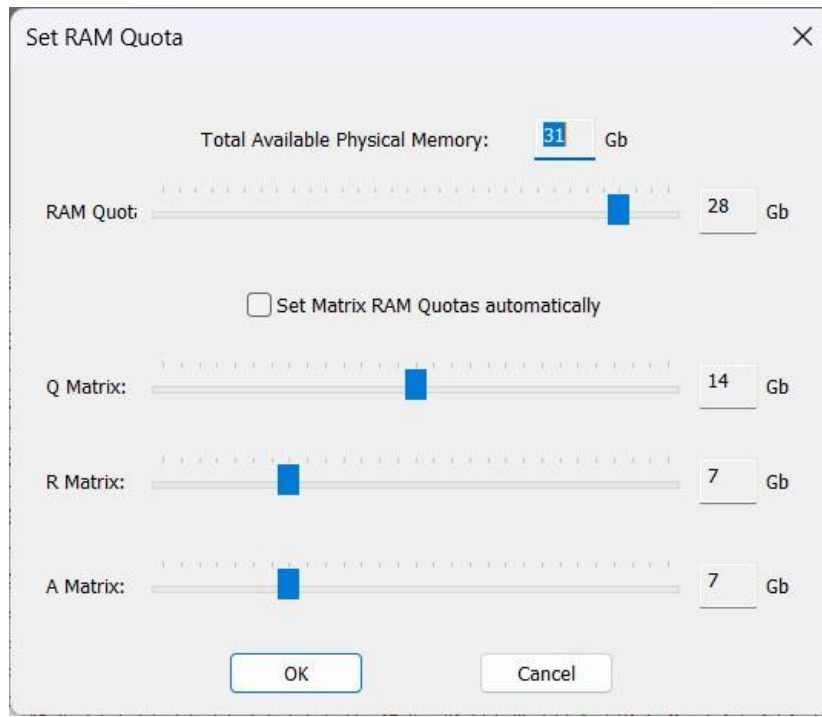 Set RAM Quota
Total Available Physical Memory: 31 Gb
RAM Quota 28 Gb
Set Matrix RAM Quotas automatically
Q Matrix: 14 Gb
R Matrix: 7 Gb
A Matrix: 7 Gb
OK Cancel